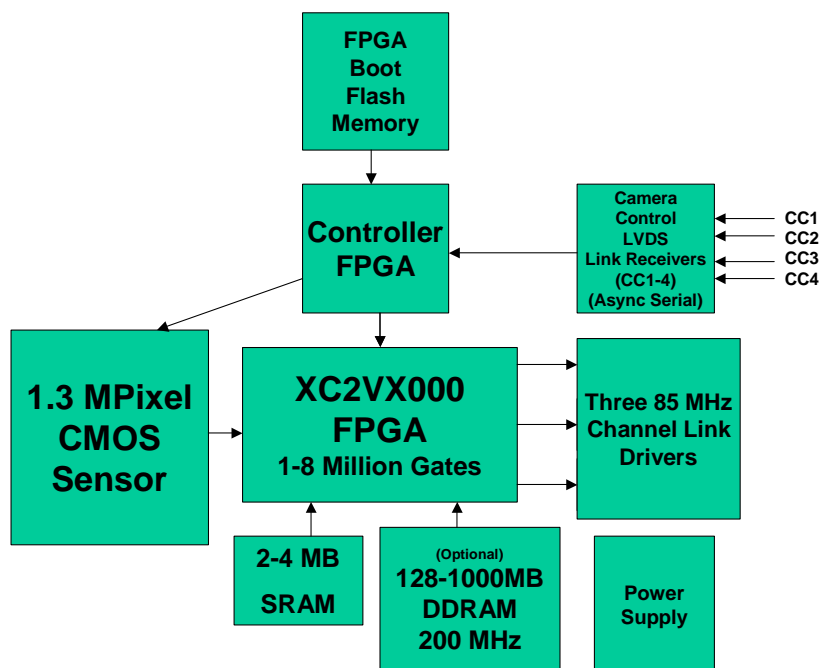 FPGA
Boot
Flash
Memory
Controller
FPGA
Camera
Control
LVDS
Link Receivers
(CC1-4)
(Async Serial)
CC1
CC2
CC3
CC4
1.3 MPixel
CMOS
Sensor
XC2VX000
FPGA
1-8 Million Gates
Three 85 MHz
Channel Link
Drivers
2-4 MB
SRAM
(Optional)
128-1000MB
DDRAM
200 MHz
Power
Supply